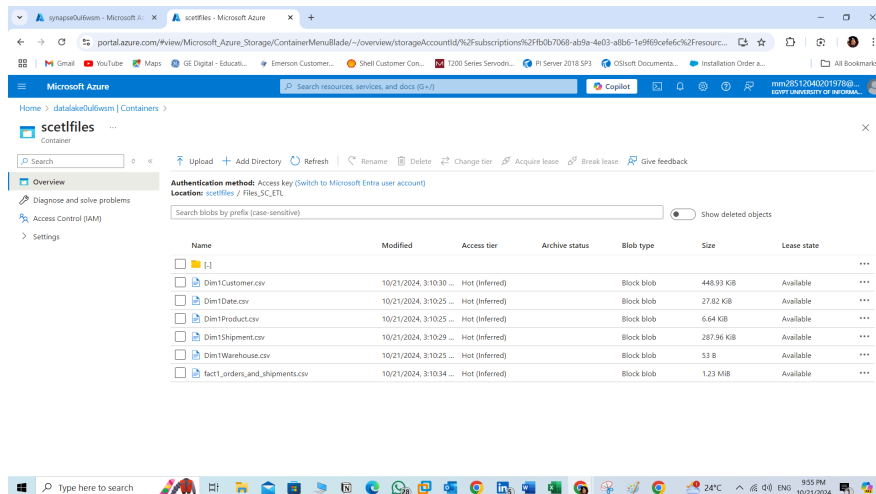 synapse0ul6wsm - Microsoft A
scetlfiles - Microsoft Azure
portal.azure.com/#view/Microsoft_Azure_Storage/ContainerMenuBlade/~/overview/storageAccountId/%2Fsubscriptions%2Ffb0b7068-ab9a-4e03-a8b6-1e9f69cefe6c%2Fresourc...
Gmail YouTube Maps GE Digital - Educati... Emerson Customer... Shell Customer Con... T200 Series Servodri... PI Server 2018 SP3 OSIsoft Documenta... Installation Order a... All Bookmarks
Microsoft Azure Search resources, services, and docs (G+/) Copilot mm28512040201978@...
EGYPT UNIVERSITY OF INFORMA...
Home > datalake0ul6wsm | Containers >
scetlfiles ...
Container
Search
Upload Add Directory Refresh Rename Delete Change tier Acquire lease Break lease Give feedback
Overview
Diagnose and solve problems
Access Control (IAM)
Settings
Authentication method: Access key (Switch to Microsoft Entra user account)
Location: scetlfiles / Files_SC_ETL
Search blobs by prefix (case-sensitive)
Show deleted objects
Name Modified Access tier Archive status Blob type Size Lease state
[..]
Dim1Customer.csv 10/21/2024, 3:10:30 ... Hot (Inferred) Block blob 448.93 KiB Available
Dim1Date.csv 10/21/2024, 3:10:25 ... Hot (Inferred) Block blob 27.82 KiB Available
Dim1Product.csv 10/21/2024, 3:10:25 ... Hot (Inferred) Block blob 6.64 KiB Available
Dim1Shipment.csv 10/21/2024, 3:10:29 ... Hot (Inferred) Block blob 287.96 KiB Available
Dim1Warehouse.csv 10/21/2024, 3:10:25 ... Hot (Inferred) Block blob 53 B Available
fact1_orders_and_shipments.csv 10/21/2024, 3:10:34 ... Hot (Inferred) Block blob 1.23 MiB Available
Type here to search 24°C ENG 9:55 PM
10/21/2024